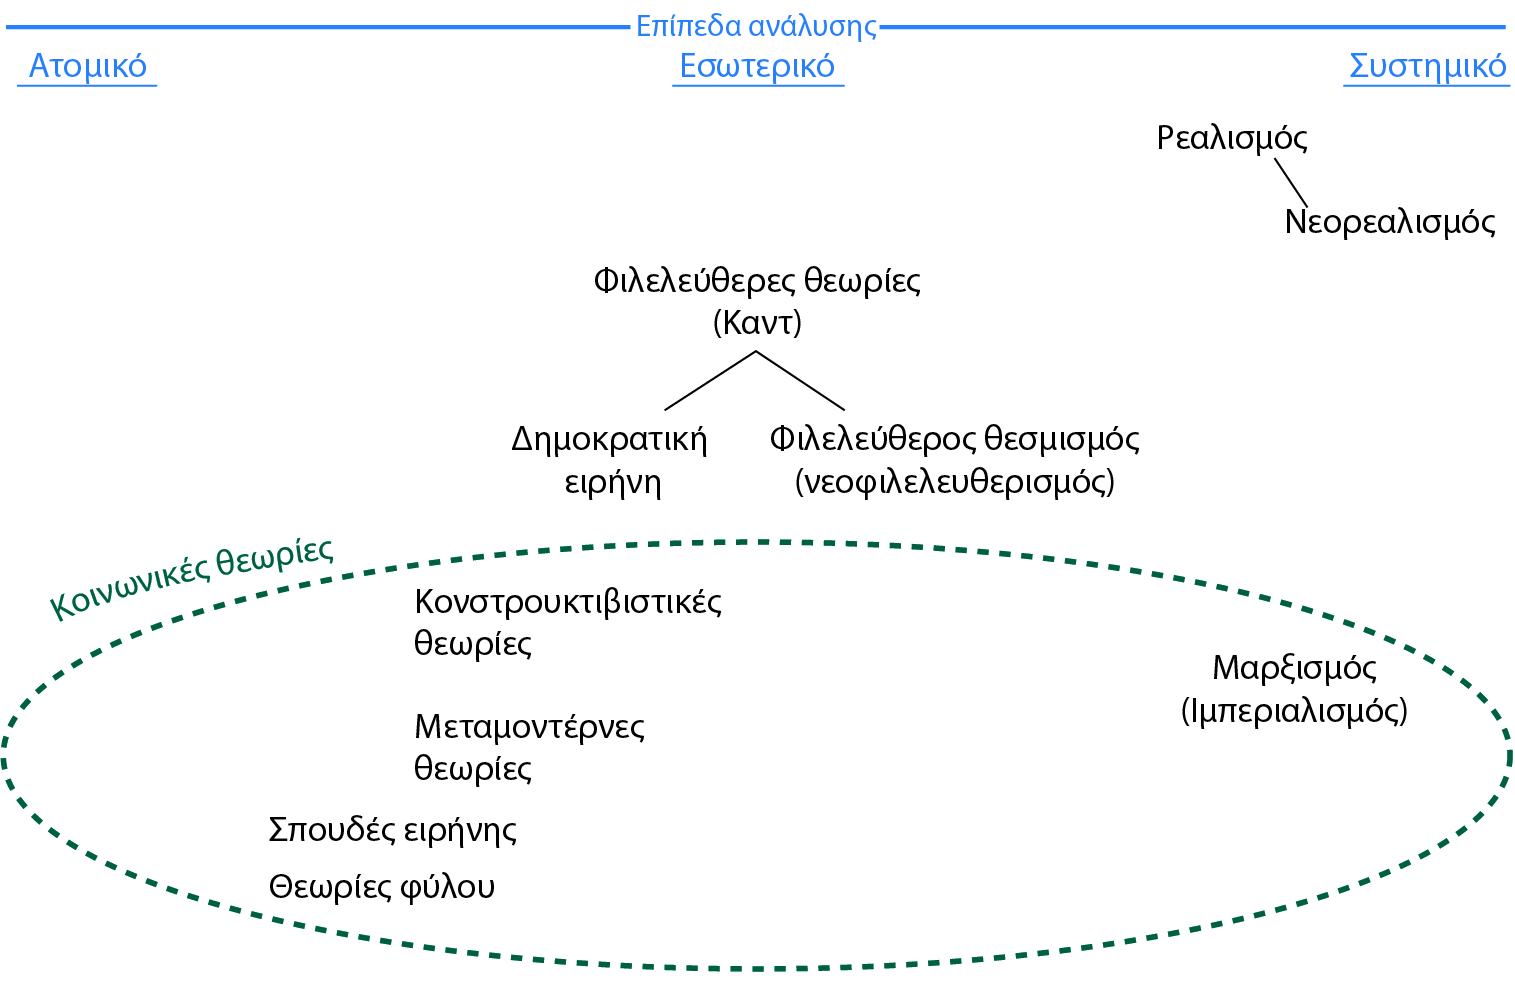 Επίπεδα ανάλυσης
Ατομικό
Εσωτερικό
Συστημικό
Ρεαλισμός
Νεορεαλισμός
Φιλελεύθερες θεωρίες
(Καντ)
Δημοκρατική
ειρήνη
Φιλελεύθερος θεσμισμός
(νεοφιλελευθερισμός)
Κοινωνικές θεωρίες
Κονστρουκτιβιστικές
θεωρίες
Μαρξισμός
(Ιμπεριαλισμός)
Μεταμοντέρνες
θεωρίες
Σπουδές ειρήνης
Θεωρίες φύλου